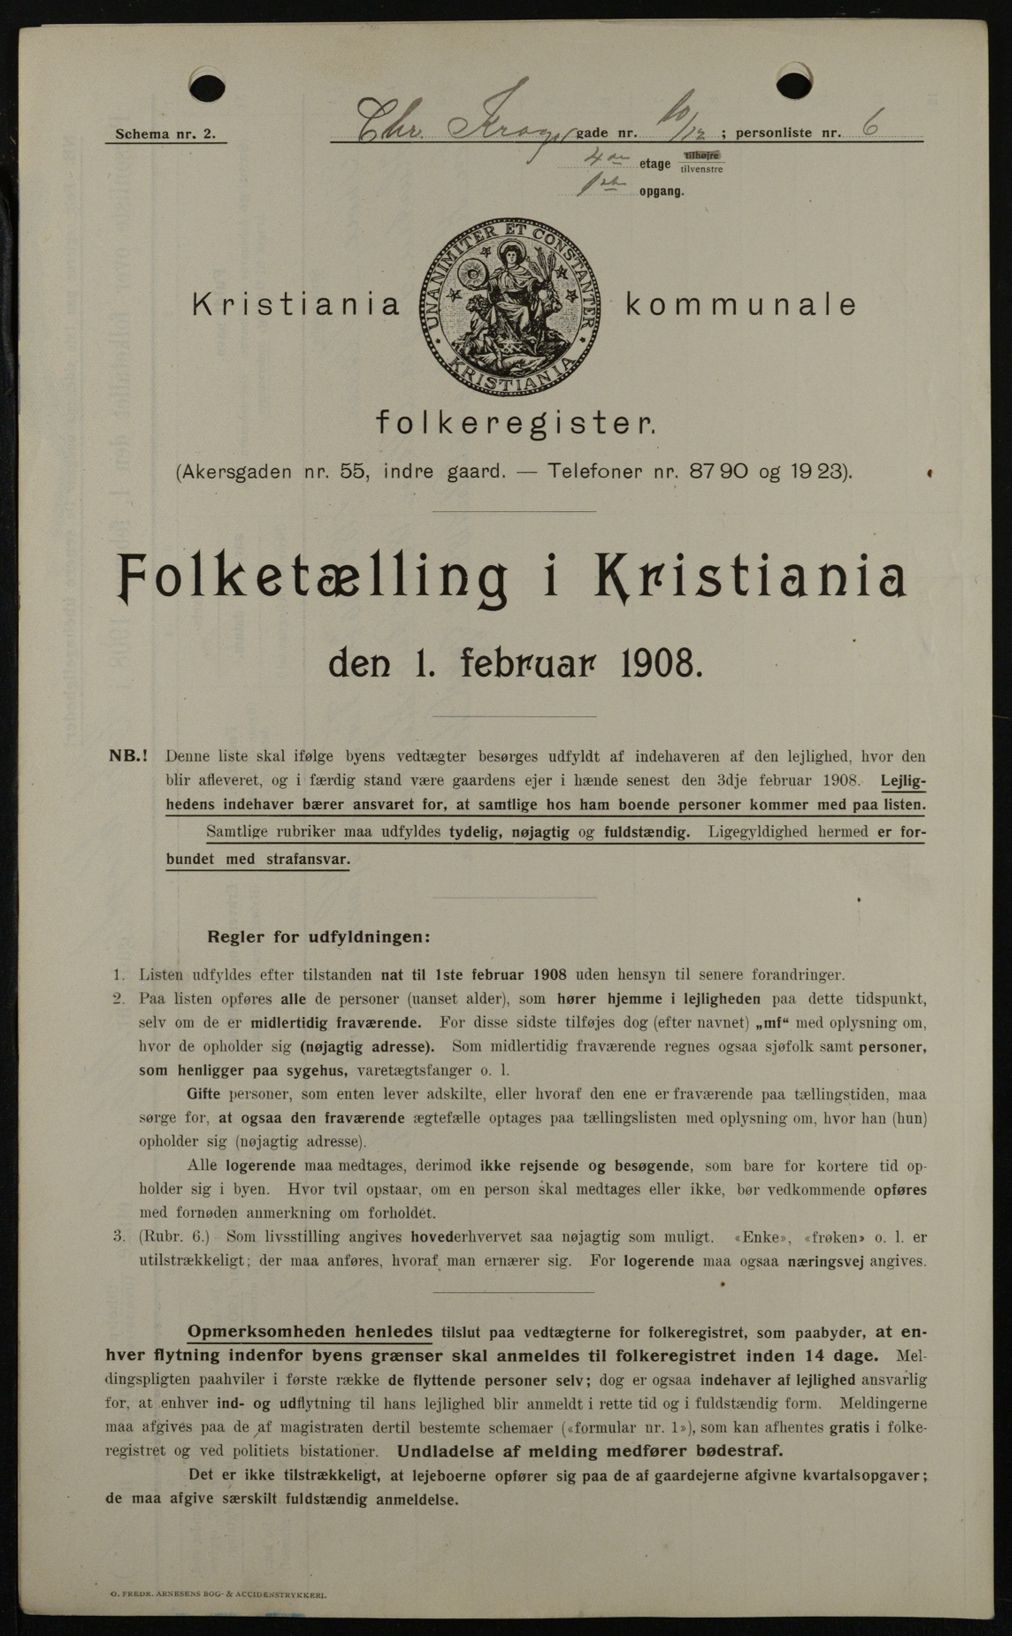 Schema nr. 2. Chr. Krogs gade nr. 10/12 ; personliste nr. 6
4de etage tilhøjre tilvenstre
1ste opgang.
UNANIMITER ET CONSTANTER
KRISTIANIA
Kristiania kommunale
folkeregister.
(Akersgaden nr. 55, indre gaard. — Telefoner nr. 87 90 og 19 23).
Folketælling i Kristiania
den 1. februar 1908.
NB.! Denne liste skal ifølge byens vedtægter besørges udfyldt af indehaveren af den lejlighed, hvor den
blir afleveret, og i færdig stand være gaardens ejer i hænde senest den 3dje februar 1908. Lejlig-
hedens indehaver bærer ansvaret for, at samtlige hos ham boende personer kommer med paa listen.
Samtlige rubriker maa udfyldes tydelig, nøjagtig og fuldstændig. Ligegyldighed hermed er for-
bundet med strafansvar.
Regler for udfyldningen:
1. Listen udfyldes efter tilstanden nat til 1ste februar 1908 uden hensyn til senere forandringer.
2. Paa listen opføres alle de personer (uanset alder), som hører hjemme i lejligheden paa dette tidspunkt,
selv om de er midlertidig fraværende. For disse sidste tilføjes dog (efter navnet) „mf“ med oplysning om,
hvor de opholder sig (nøjagtig adresse). Som midlertidig fraværende regnes ogsaa sjøfolk samt personer,
som henligger paa sygehus, varetægtsfanger o. l.
Gifte personer, som enten lever adskilte, eller hvoraf den ene er fraværende paa tællingstiden, maa
sørge for, at ogsaa den fraværende ægtefælle optages paa tællingslisten med oplysning om, hvor han (hun)
opholder sig (nøjagtig adresse).
Alle logerende maa medtages, derimod ikke rejsende og besøgende, som bare for kortere tid op-
holder sig i byen. Hvor tvil opstaar, om en person skal medtages eller ikke, bør vedkommende opføres
med fornøden anmerkning om forholdet.
3. (Rubr. 6.) Som livsstilling angives hovederhvervet saa nøjagtig som muligt. «Enke», «frøken» o. l. er
utilstrækkeligt; der maa anføres, hvoraf man ernærer sig. For logerende maa ogsaa næringsvej angives.
Opmerksomheden henledes tilslut paa vedtægterne for folkeregistret, som paabyder, at en-
hver flytning indenfor byens grænser skal anmeldes til folkeregistret inden 14 dage. Mel-
dingspligten paahviler i første række de flyttende personer selv; dog er ogsaa indehaver af lejlighed ansvarlig
for, at enhver ind- og udflytning til hans lejlighed blir anmeldt i rette tid og i fuldstændig form. Meldingerne
maa afgives paa de af magistraten dertil bestemte schemaer («formular nr. 1»), som kan afhentes gratis i folke-
registret og ved politiets bistationer. Undladelse af melding medfører bødestraf.
Det er ikke tilstrækkeligt, at lejeboerne opfører sig paa de af gaardejerne afgivne kvartalsopgaver;
de maa afgive særskilt fuldstændig anmeldelse.
O. FREDR. ARNESENS BOG- & ACCIDENSTRYKKERI.